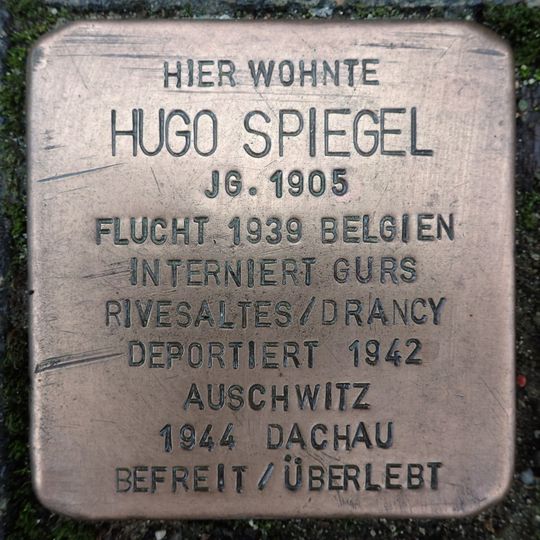 HIER WOHNTE
HUGO SPIEGEL
JG. 1905
FLUCHT 1939 BELGIEN
INTERNIERT GURS
RIVESALTES/DRANCY
DEPORTIERT 1942
AUSCHWITZ
1944 DACHAU
BEFREIT/ÜBERLEBT